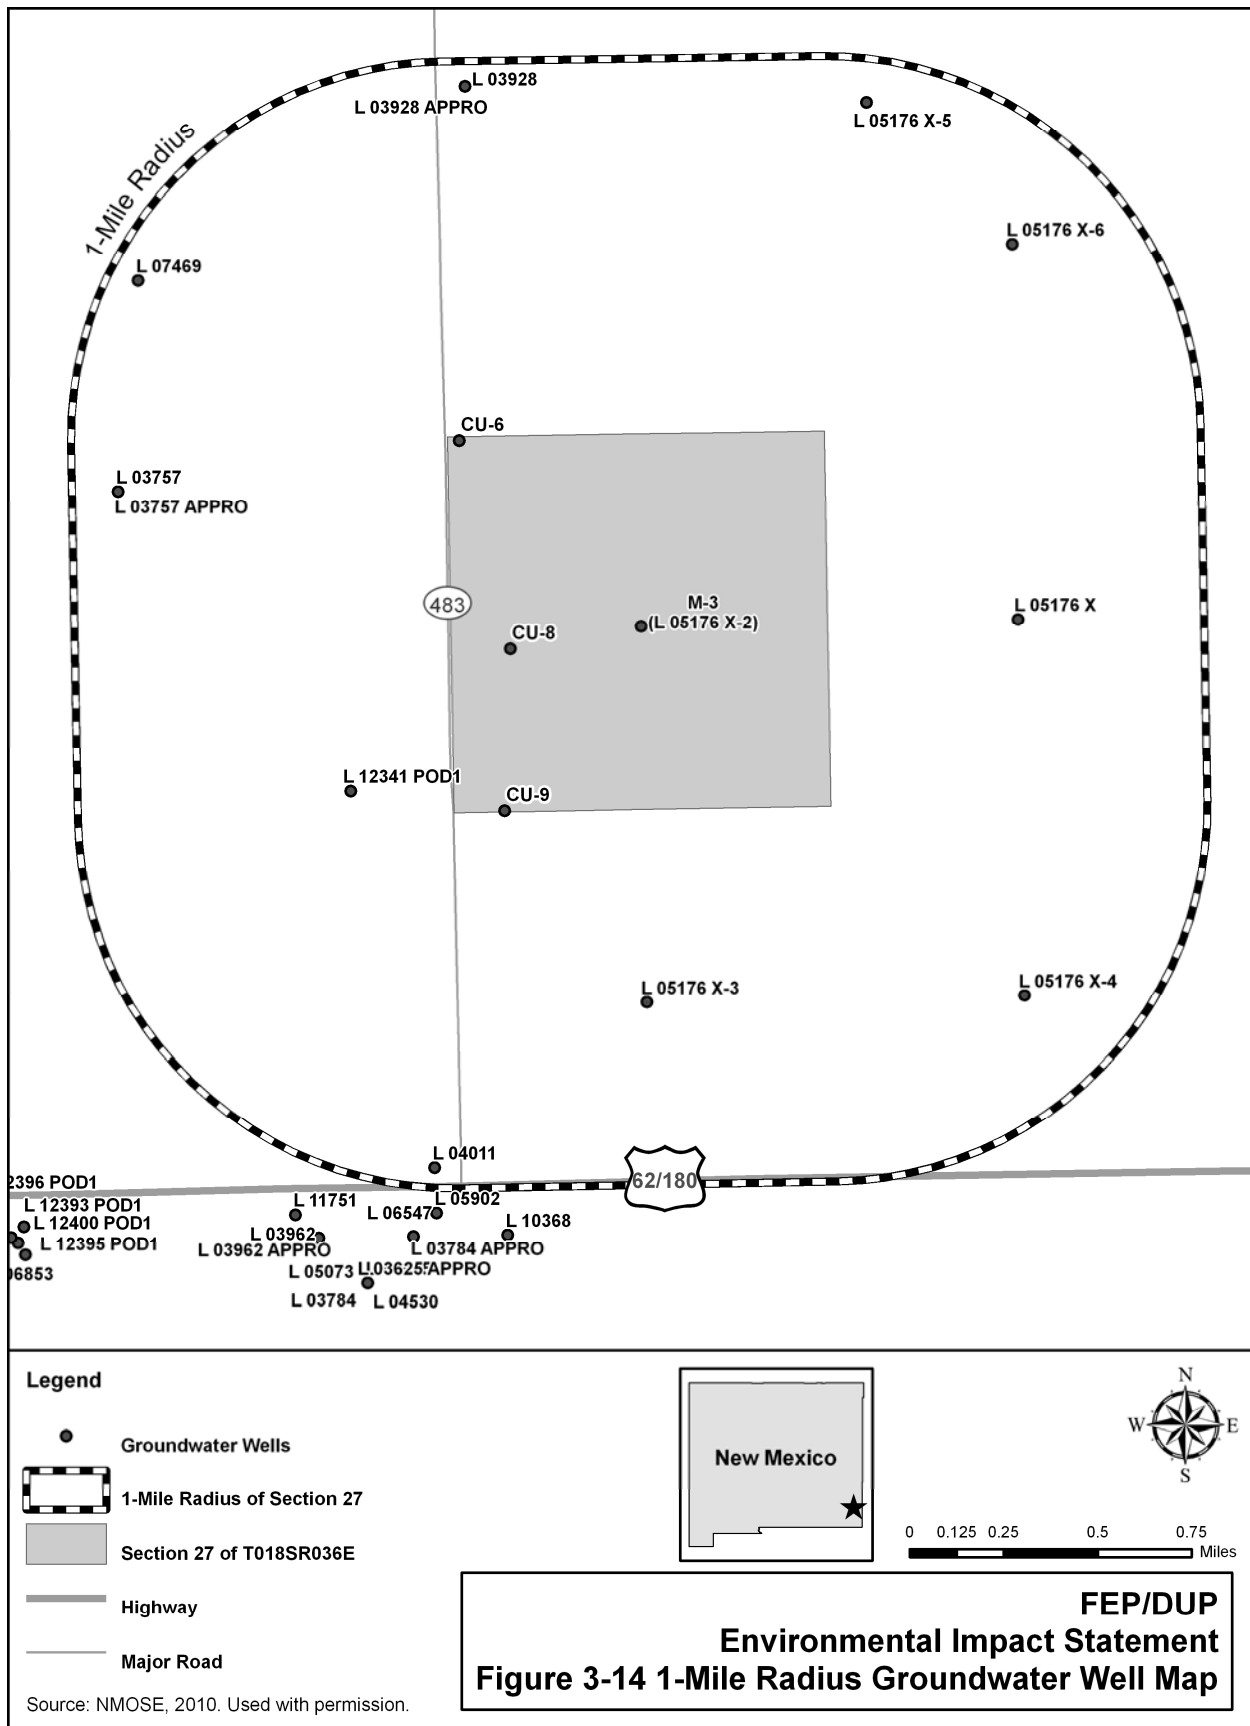 L 03928
L 03928 APPRO
L 05176 X-5
1-Mile Radius
L 05176 X-6
L 07469
CU-6
L 03757
L 03757 APPRO
483
M-3
(L 05176 X-2)
L 05176 X
CU-8
L 12341 POD1
CU-9
L 05176 X-3
L 05176 X-4
L 04011
2396 POD1
62/180
L 12393 POD1
L 11751
L 05902
L 06547
L 12400 POD1
L 10368
L 03962
L 12395 POD1
L 03962 APPRO
L 03784 APPRO
06853
L 05073
APPRO
L 03784
L 04530
Legend
Groundwater Wells
1-Mile Radius of Section 27
Section 27 of T018SR036E
Highway
Major Road
Source: NMOSE, 2010. Used with permission.
New Mexico
N
W
E
S
0 0.125 0.25 0.5 0.75
Miles
FEP/DUP
Environmental Impact Statement
Figure 3-14 1-Mile Radius Groundwater Well Map